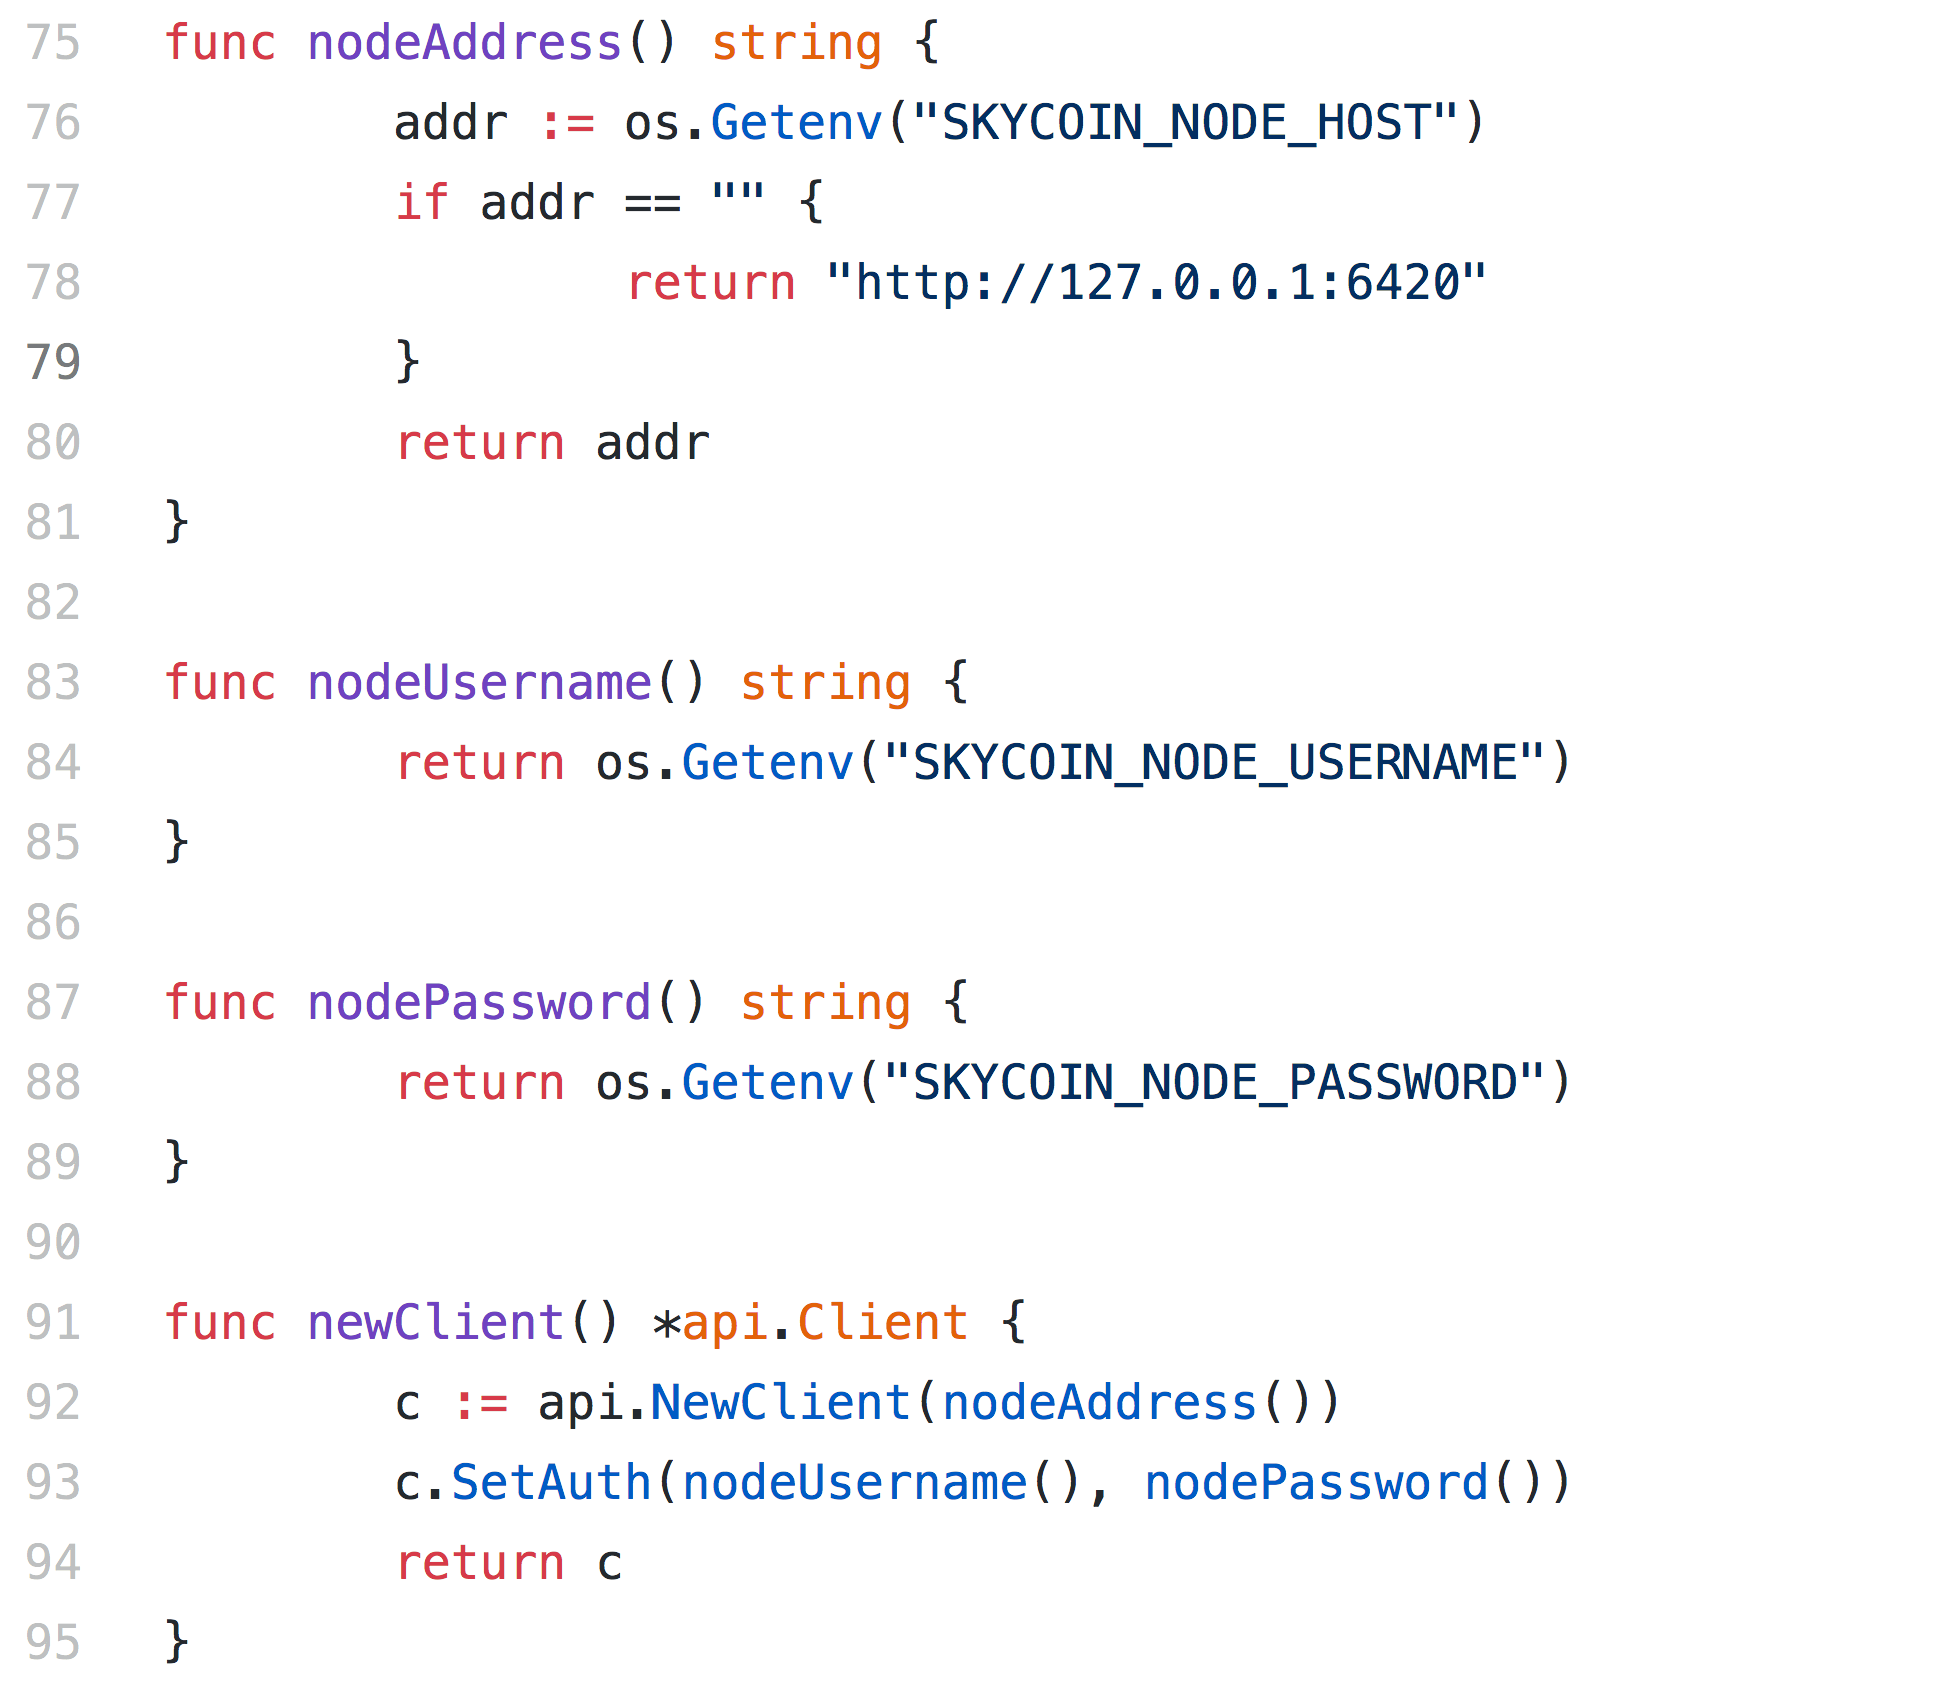 75 func nodeAddress() string {
76 addr := os.Getenv("SKYCOIN_NODE_HOST")
77 if addr == "" {
78 return "http://127.0.0.1:6420"
79 }
80 return addr
81 }
82
83 func nodeUsername() string {
84 return os.Getenv("SKYCOIN_NODE_USERNAME")
85 }
86
87 func nodePassword() string {
88 return os.Getenv("SKYCOIN_NODE_PASSWORD")
89 }
90
91 func newClient() *api.Client {
92 c := api.NewClient(nodeAddress())
93 c.SetAuth(nodeUsername(), nodePassword())
94 return c
95 }